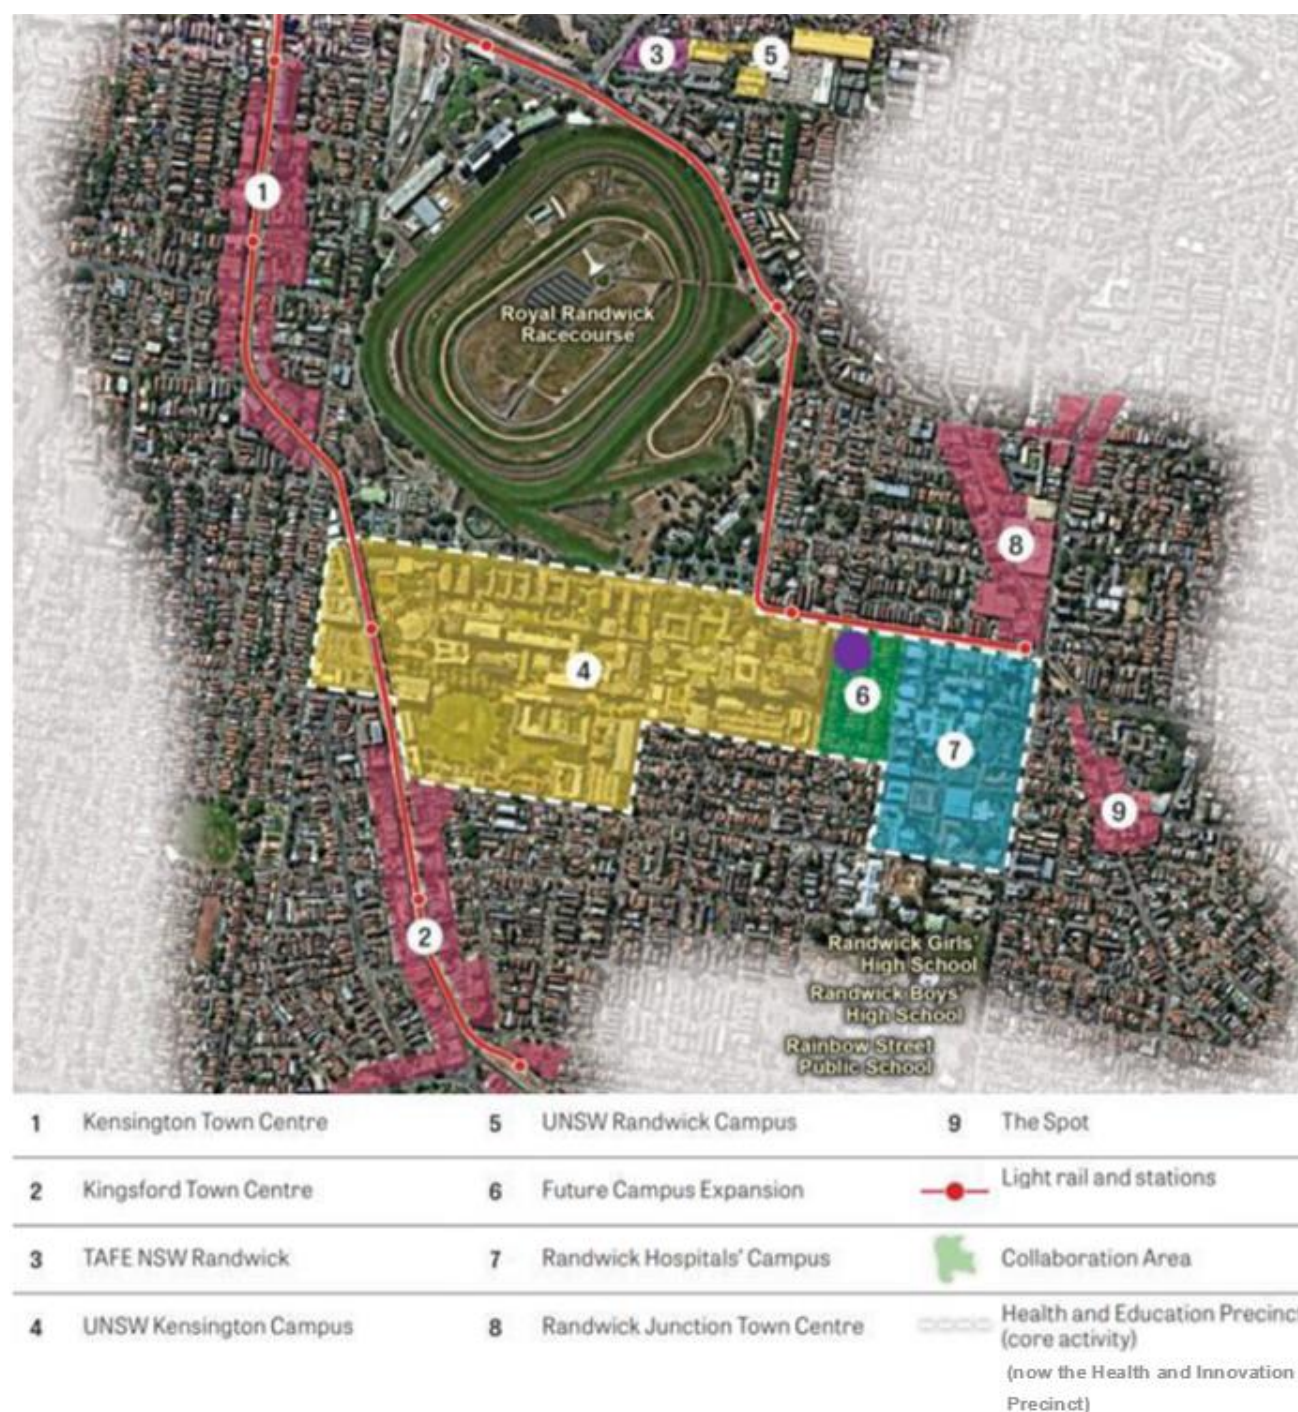 3
5
1
Royal Randwick
Racecourse
8
4
6
7
9
2
Randwick Girls'
High School
Randwick Boys'
High School
Rainbow Street
Public School
1 Kensington Town Centre
2 Kingsford Town Centre
3 TAFE NSW Randwick
4 UNSW Kensington Campus
5 UNSW Randwick Campus
6 Future Campus Expansion
7 Randwick Hospitals' Campus
8 Randwick Junction Town Centre
9 The Spot
Light rail and stations
Collaboration Area
Health and Education Precinct
(core activity)
(now the Health and Innovation
Precinct)